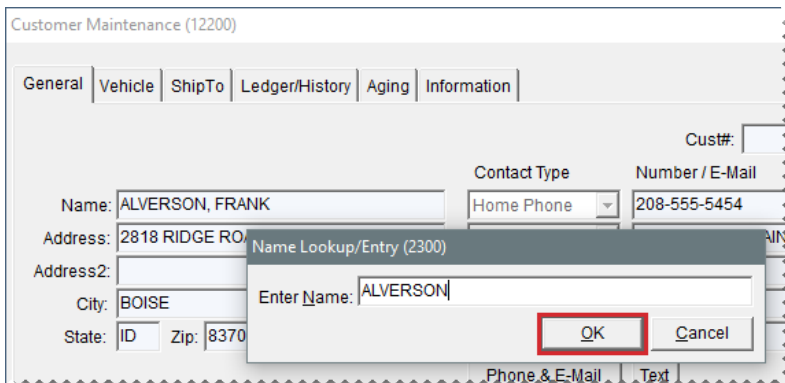 Customer Maintenance (12200)
General Vehicle ShipTo Ledger/History Aging Information
Cust#:
Contact Type Number / E-Mail
Name: ALVERSON, FRANK Home Phone 208-555-5454
Address: 2818 RIDGE
Name Lookup/Entry (2300)
Address2:
Enter Name: ALVERSON
City: BOISE
OK Cancel
State: ID Zip: 8370
Phone & E-Mail Text